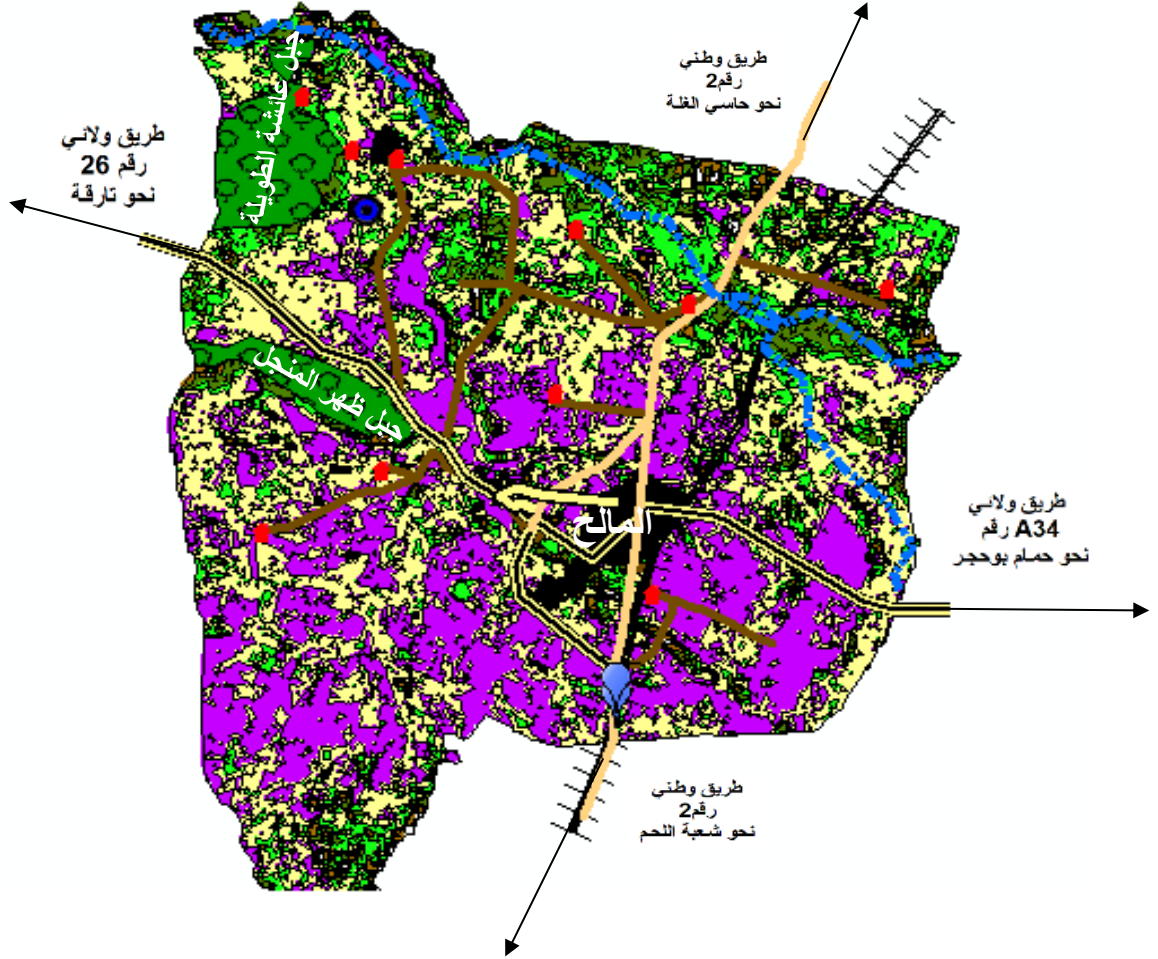 طريق وطني
رقم2
نحو حاسي الغلة
جبل عائشة الطويلة
طريق ولائي
رقم 26
نحو تارقة
جبل ظهر المنجل
المالح
طريق ولائي
رقم A34
نحو حمام بوحجر
طريق وطني
رقم2
نحو شعبة اللحم